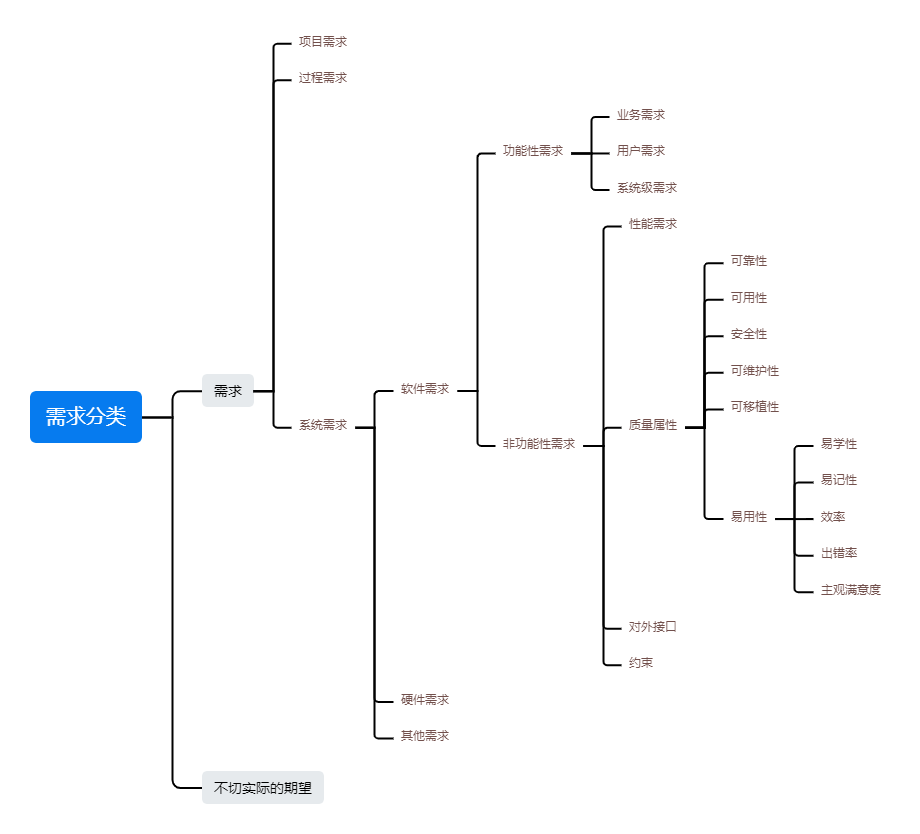 项目需求
过程需求
业务需求
功能性需求
用户需求
系统级需求
性能需求
可靠性
可用性
安全性
可维护性
需求
软件需求
可移植性
需求分类
系统需求
质量属性
非功能性需求
易学性
易记性
易用性
效率
出错率
主观满意度
对外接口
约束
硬件需求
其他需求
不切实际的期望